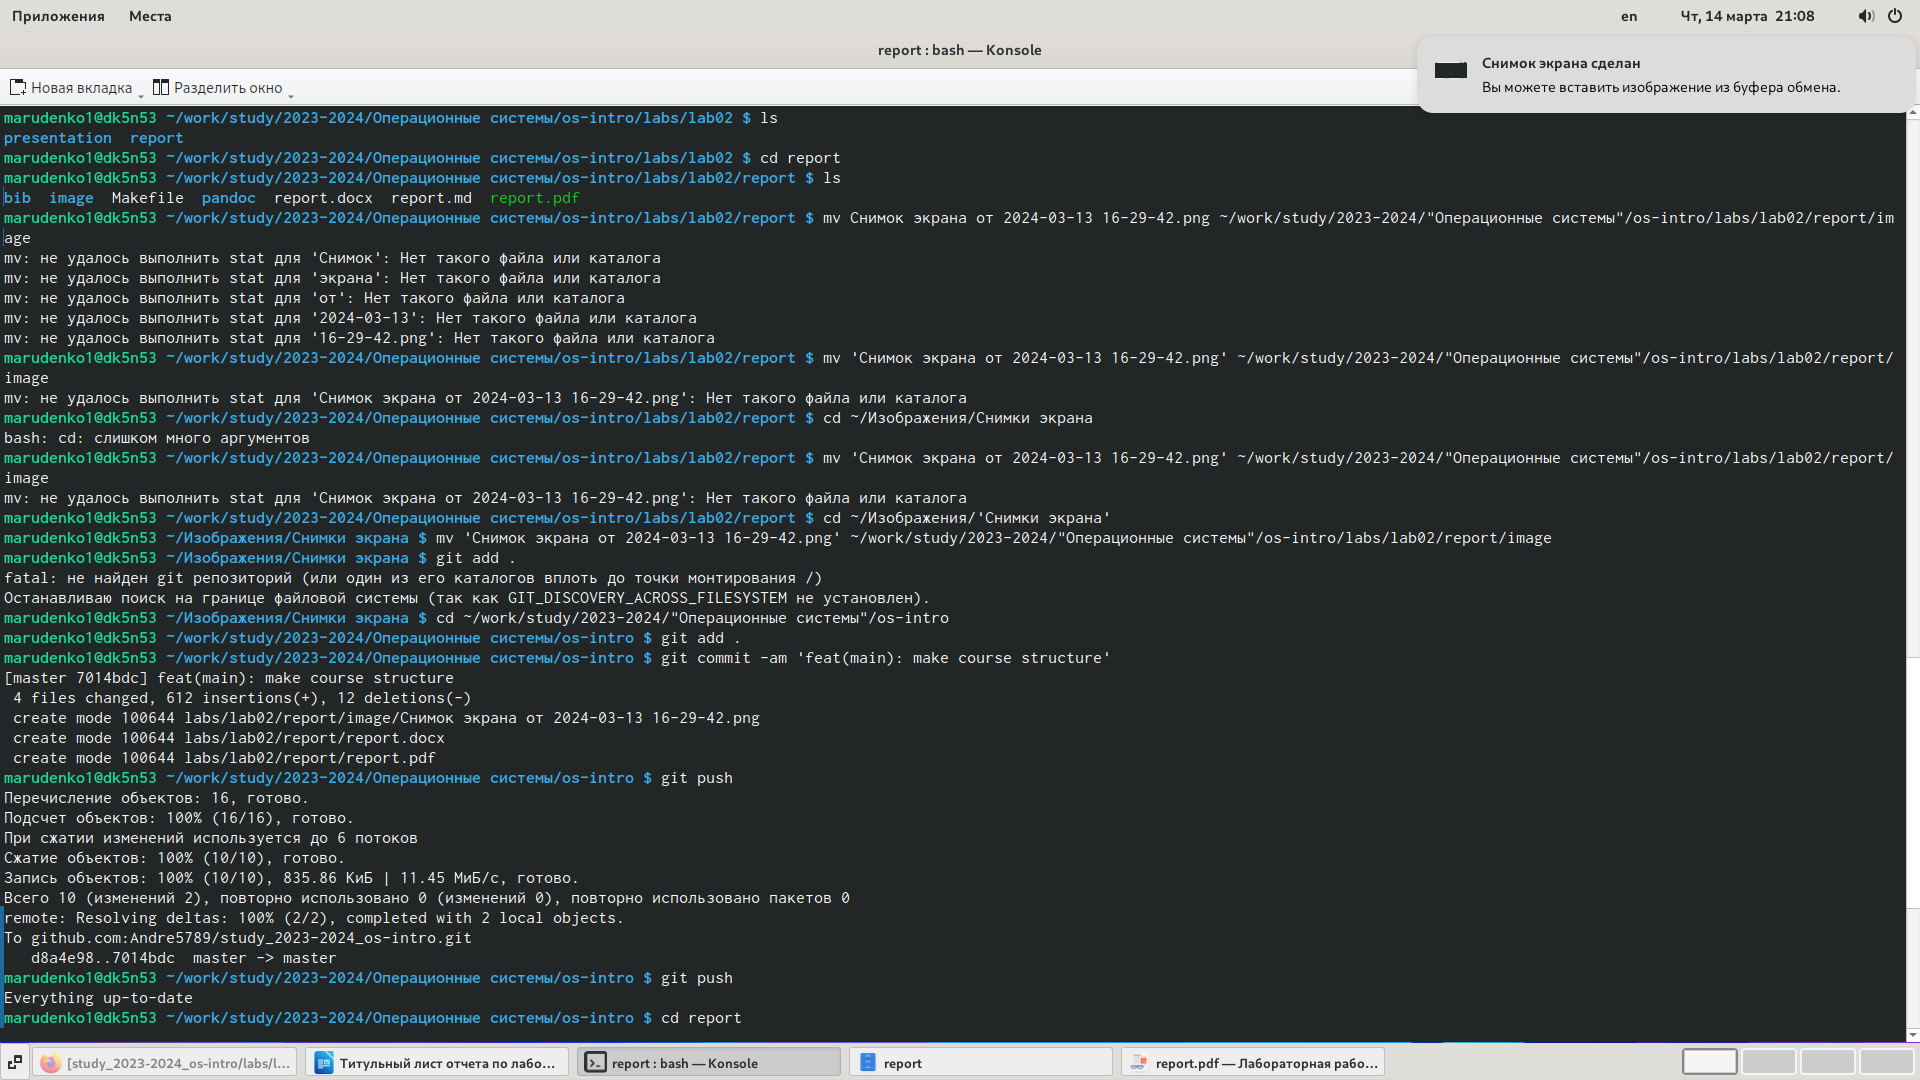 Приложения Места en Чт, 14 марта 21:08
report : bash — Konsole
Снимок экрана сделан
Вы можете вставить изображение из буфера обмена.
Новая вкладка Разделить окно
marudenko1@dk5n53 ~/work/study/2023-2024/Операционные системы/os-intro/labs/lab02 $ ls
presentation report
marudenko1@dk5n53 ~/work/study/2023-2024/Операционные системы/os-intro/labs/lab02 $ cd report
marudenko1@dk5n53 ~/work/study/2023-2024/Операционные системы/os-intro/labs/lab02/report $ ls
bib image Makefile pandoc report.docx report.md report.pdf
marudenko1@dk5n53 ~/work/study/2023-2024/Операционные системы/os-intro/labs/lab02/report $ mv Снимок экрана от 2024-03-13 16-29-42.png ~/work/study/2023-2024/"Операционные системы"/os-intro/labs/lab02/report/im
age
mv: не удалось выполнить stat для 'Снимок': Нет такого файла или каталога
mv: не удалось выполнить stat для 'экрана': Нет такого файла или каталога
mv: не удалось выполнить stat для 'от': Нет такого файла или каталога
mv: не удалось выполнить stat для '2024-03-13': Нет такого файла или каталога
mv: не удалось выполнить stat для '16-29-42.png': Нет такого файла или каталога
marudenko1@dk5n53 ~/work/study/2023-2024/Операционные системы/os-intro/labs/lab02/report $ mv 'Снимок экрана от 2024-03-13 16-29-42.png' ~/work/study/2023-2024/"Операционные системы"/os-intro/labs/lab02/report/
image
mv: не удалось выполнить stat для 'Снимок экрана от 2024-03-13 16-29-42.png': Нет такого файла или каталога
marudenko1@dk5n53 ~/work/study/2023-2024/Операционные системы/os-intro/labs/lab02/report $ cd ~/Изображения/Снимки экрана
bash: cd: слишком много аргументов
marudenko1@dk5n53 ~/work/study/2023-2024/Операционные системы/os-intro/labs/lab02/report $ mv 'Снимок экрана от 2024-03-13 16-29-42.png' ~/work/study/2023-2024/"Операционные системы"/os-intro/labs/lab02/report/
image
mv: не удалось выполнить stat для 'Снимок экрана от 2024-03-13 16-29-42.png': Нет такого файла или каталога
marudenko1@dk5n53 ~/work/study/2023-2024/Операционные системы/os-intro/labs/lab02/report $ cd ~/Изображения/'Снимки экрана'
marudenko1@dk5n53 ~/Изображения/Снимки экрана $ mv 'Снимок экрана от 2024-03-13 16-29-42.png' ~/work/study/2023-2024/"Операционные системы"/os-intro/labs/lab02/report/image
marudenko1@dk5n53 ~/Изображения/Снимки экрана $ git add .
fatal: не найден git репозиторий (или один из его каталогов вплоть до точки монтирования /)
Останавливаю поиск на границе файловой системы (так как GIT_DISCOVERY_ACROSS_FILESYSTEM не установлен).
marudenko1@dk5n53 ~/Изображения/Снимки экрана $ cd ~/work/study/2023-2024/"Операционные системы"/os-intro
marudenko1@dk5n53 ~/work/study/2023-2024/Операционные системы/os-intro $ git add .
marudenko1@dk5n53 ~/work/study/2023-2024/Операционные системы/os-intro $ git commit -am 'feat(main): make course structure'
[master 7014bdc] feat(main): make course structure
4 files changed, 612 insertions(+), 12 deletions(-)
create mode 100644 labs/lab02/report/image/Снимок экрана от 2024-03-13 16-29-42.png
create mode 100644 labs/lab02/report/report.docx
create mode 100644 labs/lab02/report/report.pdf
marudenko1@dk5n53 ~/work/study/2023-2024/Операционные системы/os-intro $ git push
Перечисление объектов: 16, готово.
Подсчет объектов: 100% (16/16), готово.
При сжатии изменений используется до 6 потоков
Сжатие объектов: 100% (10/10), готово.
Запись объектов: 100% (10/10), 835.86 КиБ | 11.45 МиБ/с, готово.
Всего 10 (изменений 2), повторно использовано 0 (изменений 0), повторно использовано пакетов 0
remote: Resolving deltas: 100% (2/2), completed with 2 local objects.
To github.com:Andre5789/study_2023-2024_os-intro.git
d8a4e98..7014bdc master -> master
marudenko1@dk5n53 ~/work/study/2023-2024/Операционные системы/os-intro $ git push
Everything up-to-date
marudenko1@dk5n53 ~/work/study/2023-2024/Операционные системы/os-intro $ cd report
[study_2023-2024_os-intro/labs/l... Титульный лист отчета по лабо... report : bash — Konsole report report.pdf — Лабораторная рабо...